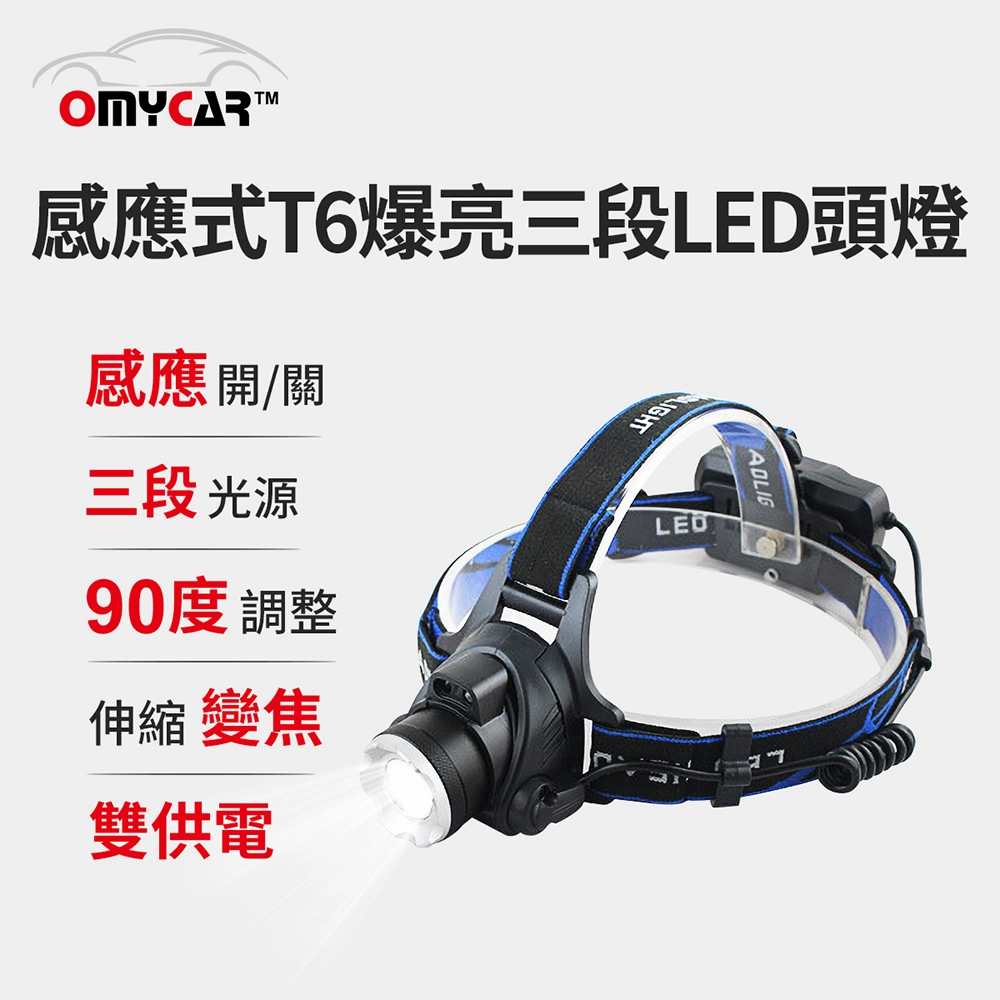 OMYCAR™
感應式T6爆亮三段LED頭燈
感應 開/關
三段 光源
90度 調整
伸縮 變焦
雙供電
ADLIG
LED